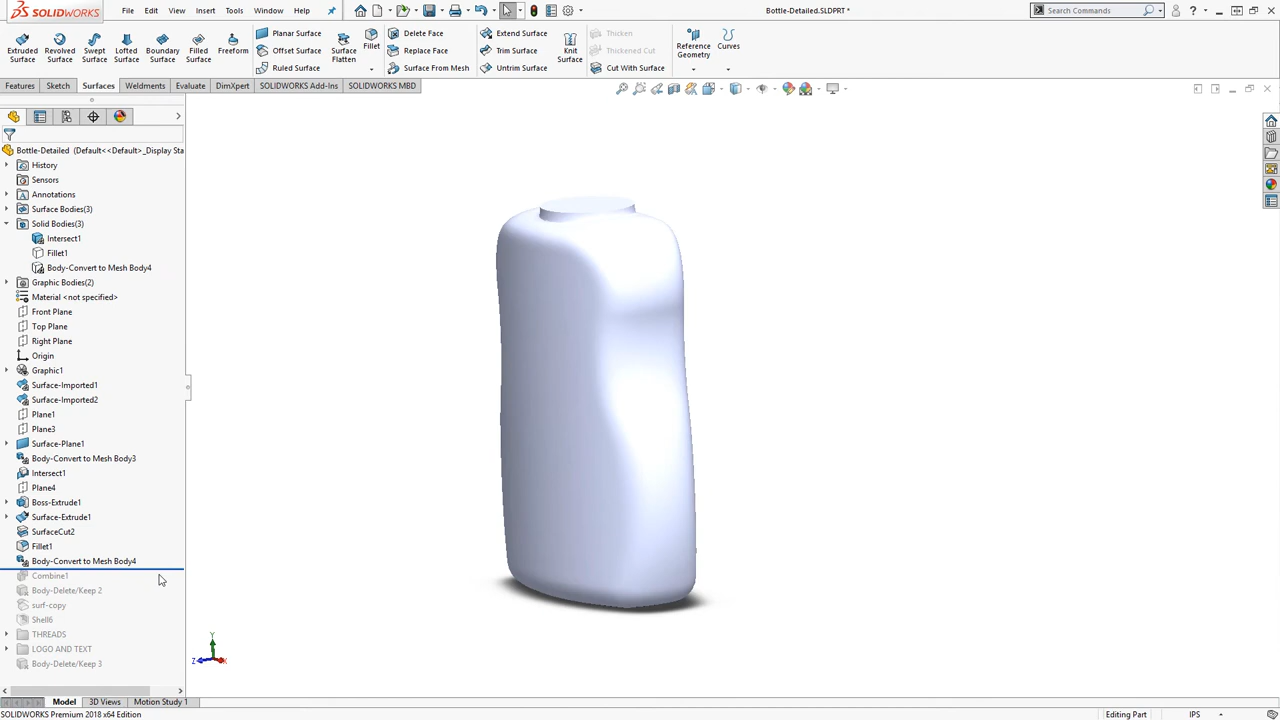 SOLIDWORKS File Edit View Insert Tools Window Help Bottle-Detailed.SLDPRT * Search Commands
Extruded Surface Revolved Surface Swept Surface Lofted Surface Boundary Surface Filled Surface Freeform Planar Surface Offset Surface Ruled Surface Surface Flatten Fillet Delete Face Replace Face Surface From Mesh Extend Surface Trim Surface Untrim Surface Knit Surface Thicken Thickened Cut Cut With Surface Reference Geometry Curves
Features Sketch Surfaces Weldments Evaluate DimXpert SOLIDWORKS Add-Ins SOLIDWORKS MBD
Bottle-Detailed (Default<<Default>_Display Sta
History
Sensors
Annotations
Surface Bodies(3)
Solid Bodies(3)
Intersect1
Fillet1
Body-Convert to Mesh Body4
Graphic Bodies(2)
Material <not specified>
Front Plane
Top Plane
Right Plane
Origin
Graphic1
Surface-Imported1
Surface-Imported2
Plane1
Plane3
Surface-Plane1
Body-Convert to Mesh Body3
Intersect1
Plane4
Boss-Extrude1
Surface-Extrude1
SurfaceCut2
Fillet1
Body-Convert to Mesh Body4
Combine1
Body-Delete/Keep 2
surf-copy
Shell6
THREADS
LOGO AND TEXT
Body-Delete/Keep 3
Y
Z X
Model 3D Views Motion Study 1
SOLIDWORKS Premium 2018 x64 Edition Editing Part IPS